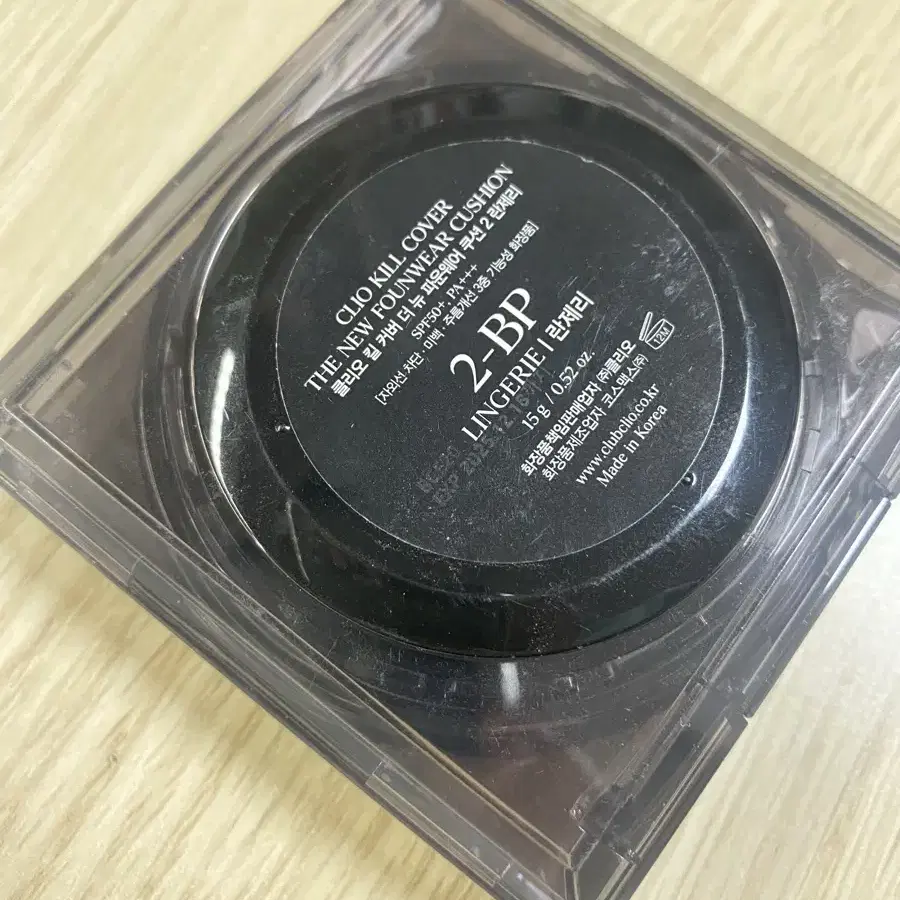 CLIO KILL COVER
THE NEW FOUNWEAR CUSHION
클리오 킬 커버 더 뉴 파운웨어 쿠션 2 란제리
SPF50+, PA+++
[자외선 차단 · 미백 · 주름개선 3중 기능성 화장품]
2-BP
LINGERIE | 란제리
15 g / 0.52 oz.
EXP
화장품책임판매업자 ㈜클리오
화장품제조업자 코스맥스㈜
www.clubclio.co.kr
Made in Korea
12M